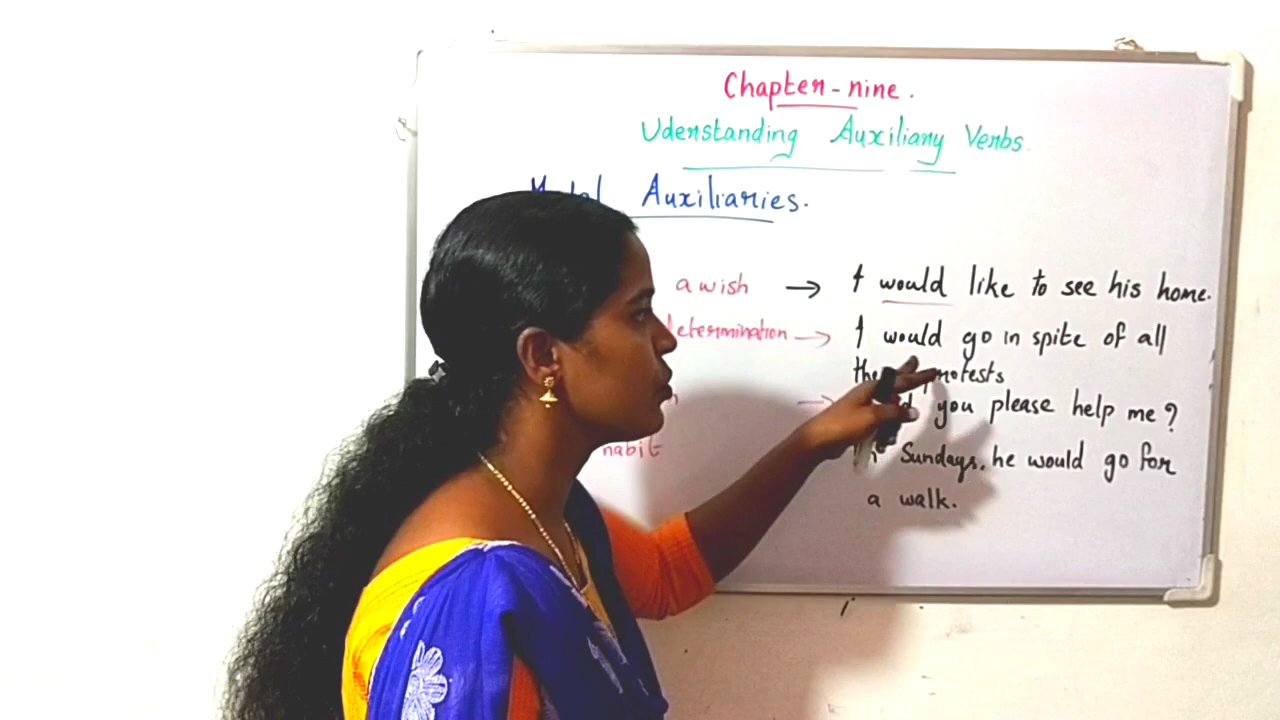 Chapter-nine.
Uderstanding Auxiliary Verbs.
Auxiliaries.
a wish → I would like to see his home.
determination → I would go in spite of all
protests
→ you please help me?
habit Sundays, he would go for
a walk.